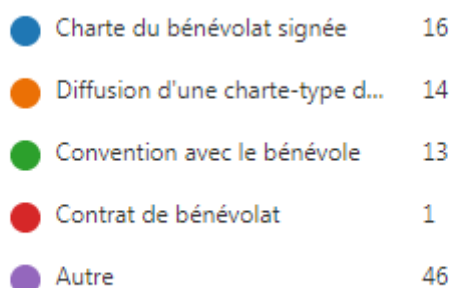 Charte du bénévolat signée 16
Diffusion d'une charte-type d... 14
Convention avec le bénévole 13
Contrat de bénévolat 1
Autre 46